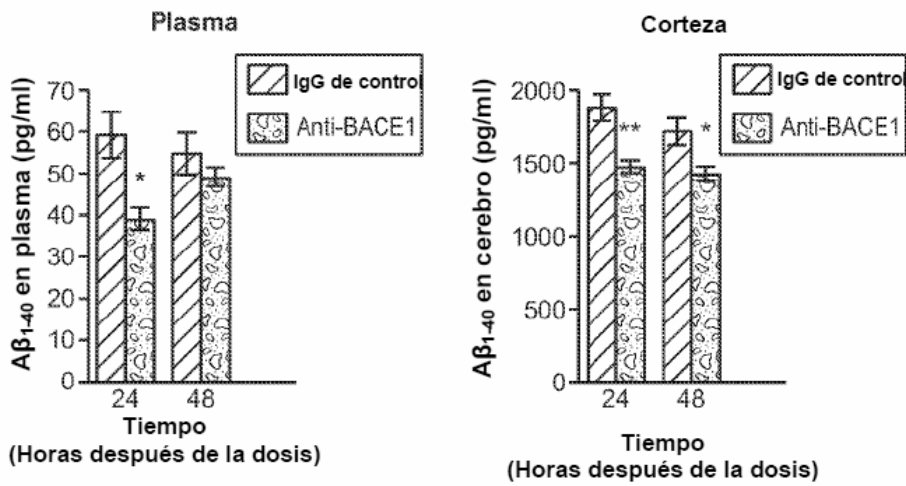 Plasma
Aβ1-40 en plasma (pg/ml)
70
60
50
40
30
20
10
0
IgG de control
Anti-BACE1
*
24
48
Tiempo
(Horas después de la dosis)
Corteza
Aβ1-40 en cerebro (pg/ml)
2000
1500
1000
500
0
IgG de control
Anti-BACE1
**
*
24
48
Tiempo
(Horas después de la dosis)